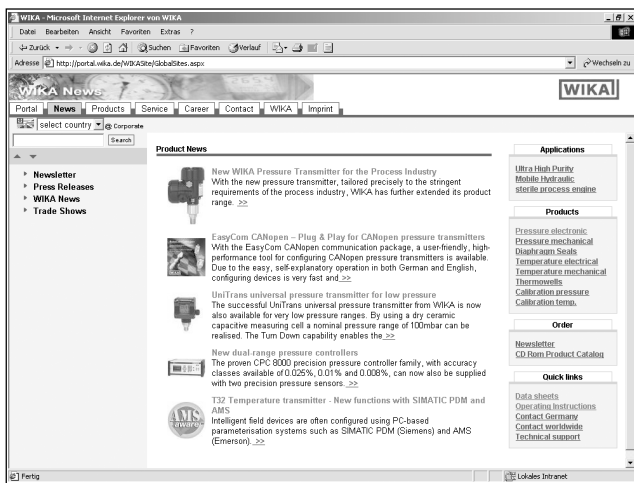 WIKA - Microsoft Internet Explorer von WIKA
Datei Bearbeiten Ansicht Favoriten Extras ?
Zurück Suchen Favoriten Verlauf
Adresse http://portal.wika.de/WIKASite/GlobalSites.aspx Wechseln zu
WIKA News
WIKA
Portal News Products Service Career Contact WIKA Imprint
select country @ Corporate
Search
Newsletter
Press Releases
WIKA News
Trade Shows
Product News
New WIKA Pressure Transmitter for the Process Industry
With the new pressure transmitter, tailored precisely to the stringent
requirements of the process industry, WIKA has further extended its product
range. >>
EasyCom CANopen – Plug & Play for CANopen pressure transmitters
With the EasyCom CANopen communication package, a user-friendly, high-
performance tool for configuring CANopen pressure transmitters is available.
Due to the easy, self-explanatory operation in both German and English,
configuring devices is very fast and >>
UniTrans universal pressure transmitter for low pressure
The successful UniTrans universal pressure transmitter from WIKA is now
also available for very low pressure ranges. By using a dry ceramic
capacitive measuring cell a nominal pressure range of 100mbar can be
realised. The Turn Down capability enables the >>
New dual-range pressure controllers
The proven CPC 8000 precision pressure controller family, with accuracy
classes available of 0.025%, 0.01% and 0.008%, can now also be supplied
with two precision pressure sensors. >>
AMS
aware
T32 Temperature transmitter - New functions with SIMATIC PDM and
AMS
Intelligent field devices are often configured using PC-based
parameterisation systems such as SIMATIC PDM (Siemens) and AMS
(Emerson). >>
Applications
Ultra High Purity
Mobile Hydraulic
sterile process engine
Products
Pressure electronic
Pressure mechanical
Diaphragm Seals
Temperature electrical
Temperature mechanical
Thermowells
Calibration pressure
Calibration temp.
Order
Newsletter
CD Rom Product Catalog
Quick links
Data sheets
Operating Instructions
Contact Germany
Contact worldwide
Technical support
Fertig
Lokales Intranet